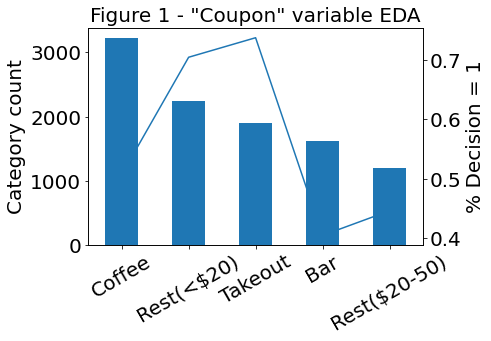 Figure 1 - "Coupon" variable EDA
Category count
3000
2000
1000
0
0.7
0.6
0.5
0.4
% Decision = 1
Coffee
Rest(<$20)
Takeout
Bar
Rest($20-50)